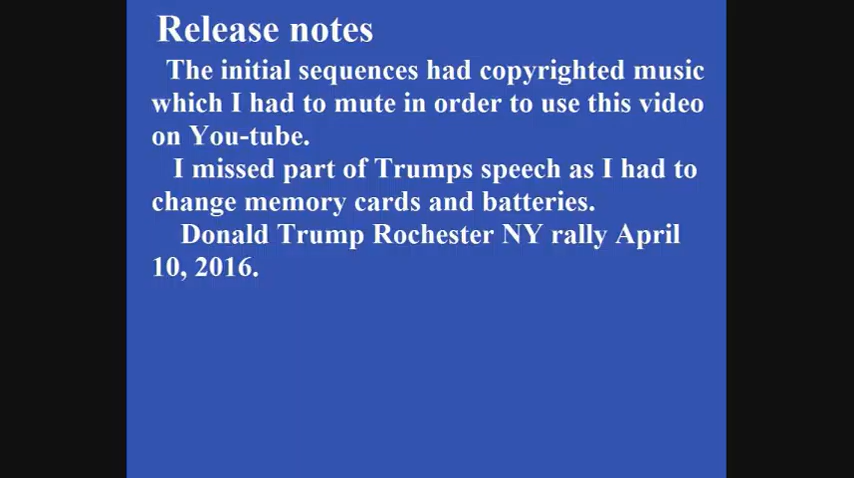 Release notes
The initial sequences had copyrighted music
which I had to mute in order to use this video
on You-tube.
I missed part of Trumps speech as I had to
change memory cards and batteries.
Donald Trump Rochester NY rally April
10, 2016.